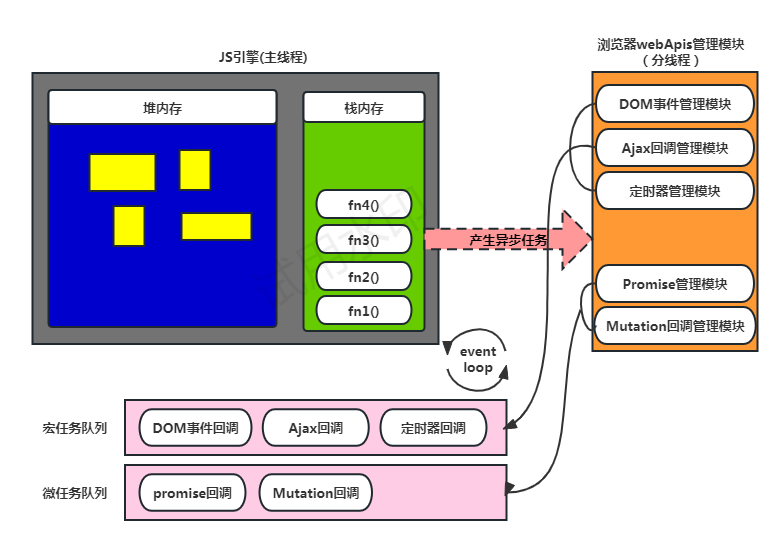 JS引擎(主线程)
浏览器webApis管理模块
（分线程）
堆内存
栈内存
DOM事件管理模块
Ajax回调管理模块
定时器管理模块
fn4()
fn3()
fn2()
fn1()
产生异步任务
Promise管理模块
Mutation回调管理模块
event
loop
宏任务队列
DOM事件回调
Ajax回调
定时器回调
微任务队列
promise回调
Mutation回调
试用水印